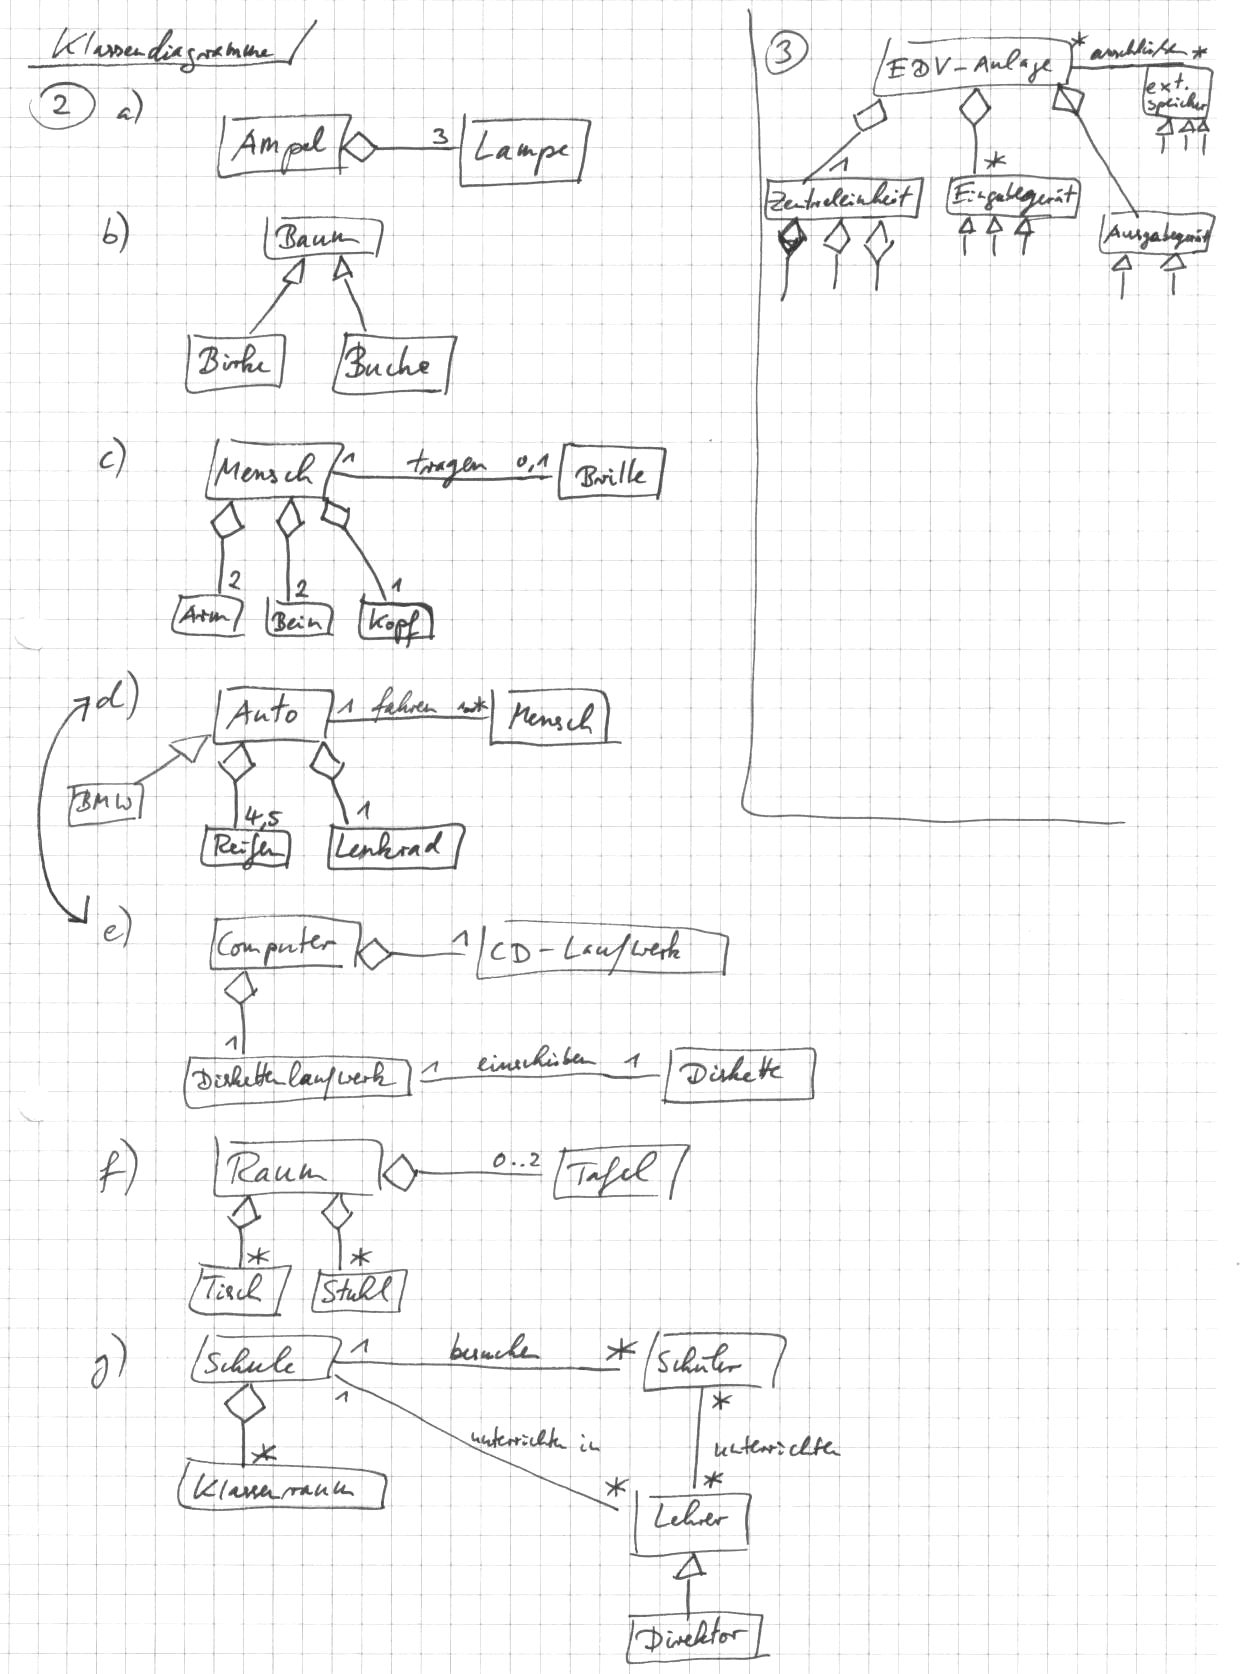 Klassendiagramme
2 a)
Ampel 3 Lampe
b)
Baum
Birke Buche
c)
Mensch 1 tragen 0,1 Brille
2 2 1
Arm Bein Kopf
d)
Auto 1 fahren Mensch
BMW
4,5 1
Reifen Lenkrad
e)
Computer 1 CD-Laufwerk
1
Diskettenlaufwerk 1 einschieben 1 Diskette
f)
Raum 0..2 Tafel
* *
Tisch Stuhl
g)
Schule 1 besuchen * Schüler
1 *
unterrichten in unterrichten
* * *
Klassenraum Lehrer
Direktor
3
EDV-Anlage * anschließen *
ext.
speicher
1 *
Zentraleinheit Eingabegerät
Ausgabegerät